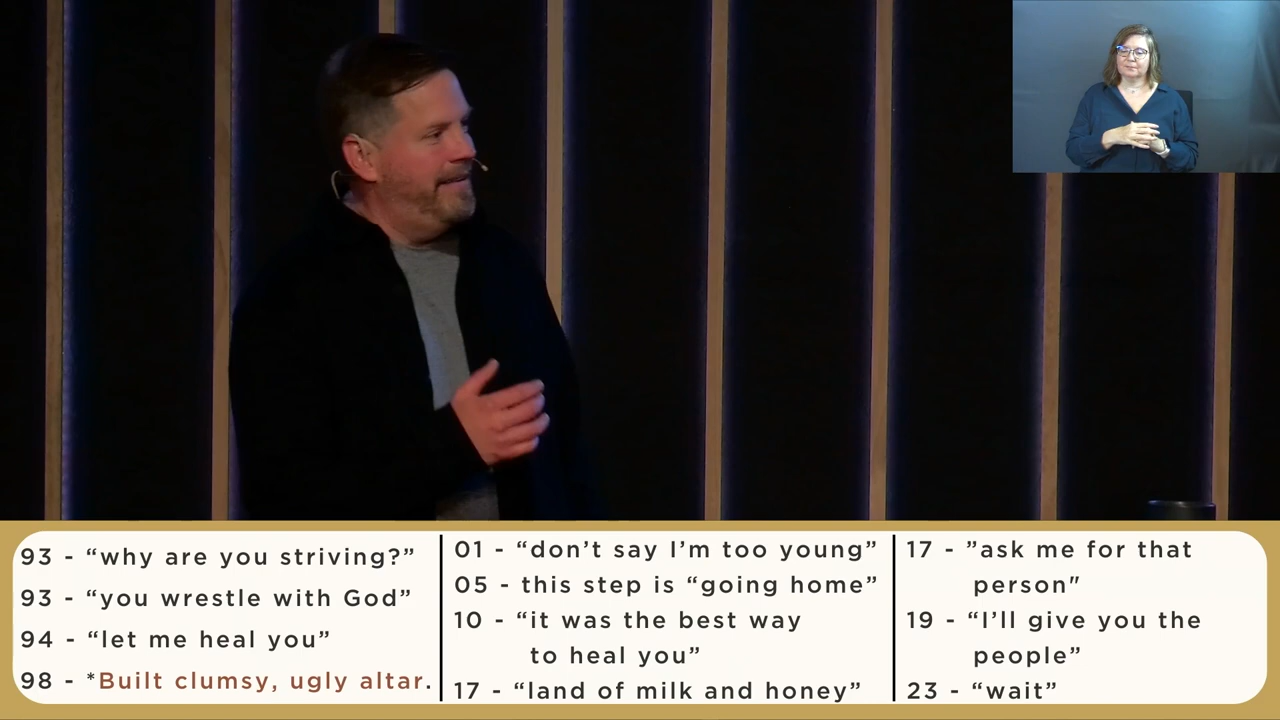 93 - “why are you striving?”
93 - “you wrestle with God”
94 - “let me heal you”
98 - *Built clumsy, ugly altar.
01 - “don’t say I’m too young”
05 - this step is “going home”
10 - “it was the best way
to heal you”
17 - “land of milk and honey”
17 - ”ask me for that
person"
19 - “I’ll give you the
people”
23 - “wait”